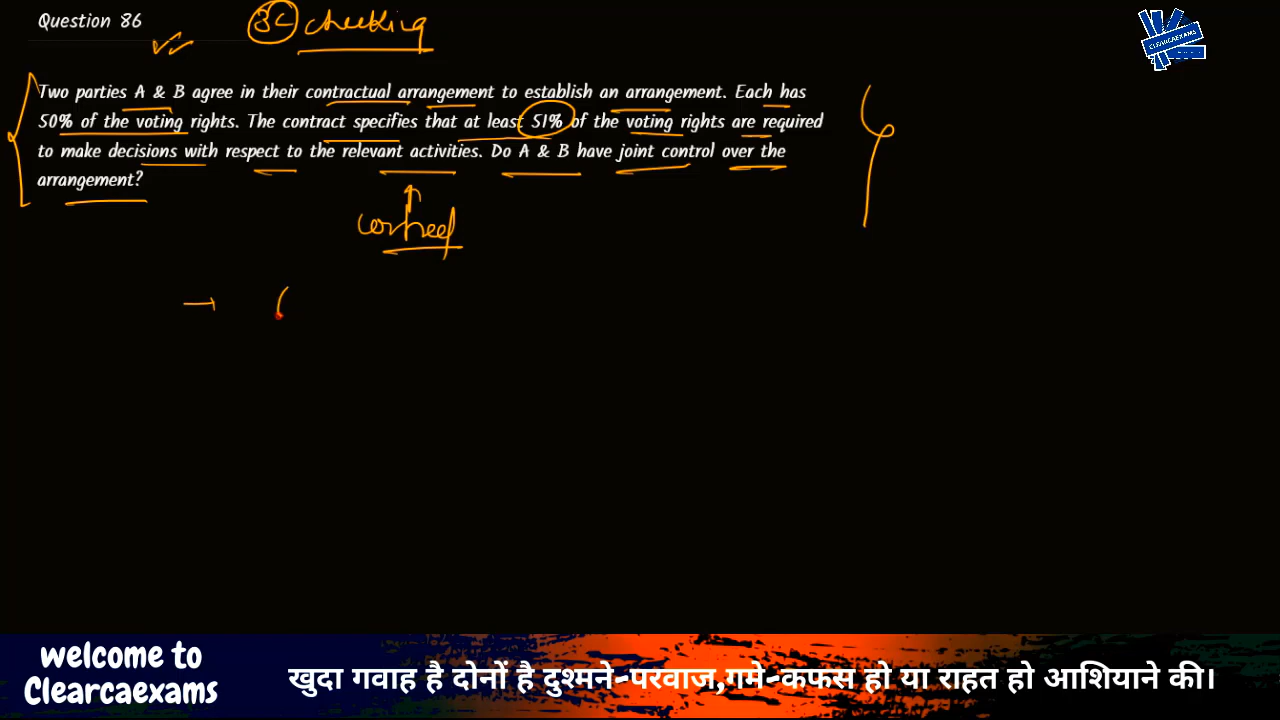 Question 86
3C checking
CLEARCAEXAMS
Two parties A & B agree in their contractual arrangement to establish an arrangement. Each has
50% of the voting rights. The contract specifies that at least 51% of the voting rights are required
to make decisions with respect to the relevant activities. Do A & B have joint control over the
arrangement?
welcome to
Clearcaexams
खुदा गवाह है दोनों है दुश्मने-परवाज,गमे-कफस हो या राहत हो आशियाने की।